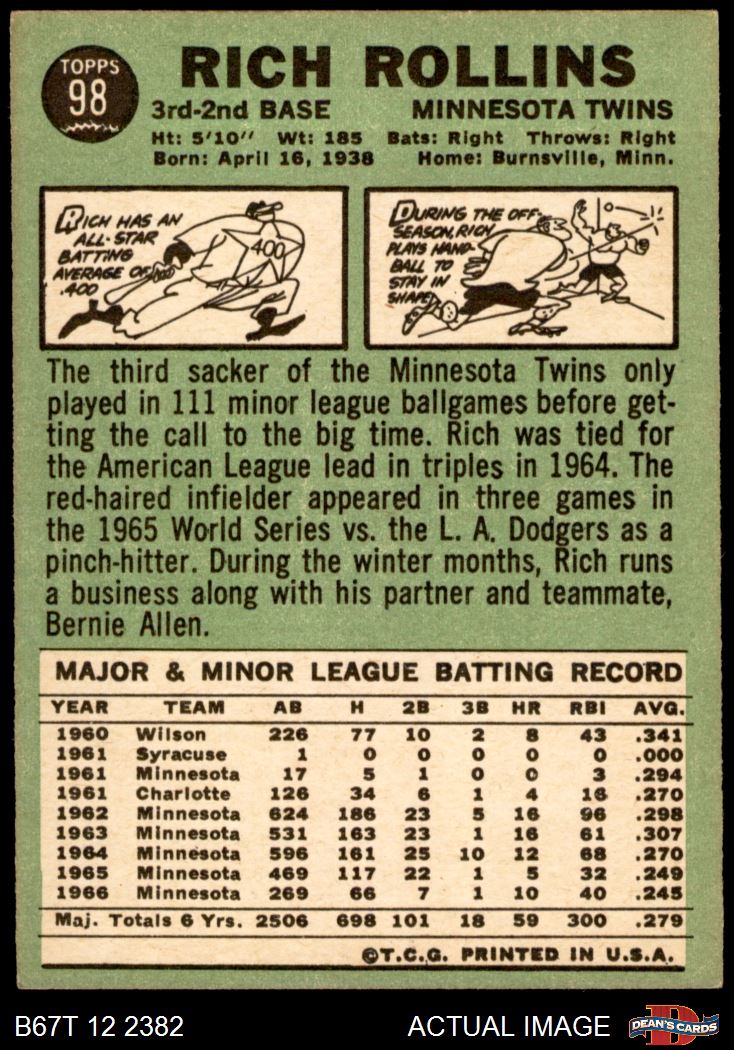 TOPPS
98
RICH ROLLINS
3rd-2nd BASE MINNESOTA TWINS
Ht: 5'10" Wt: 185 Bats: Right Throws: Right
Born: April 16, 1938 Home: Burnsville, Minn.
RICH HAS AN
ALL-STAR
BATTING
AVERAGE OF
.400
400
DURING THE OFF-
SEASON, RICH
PLAYS HAND-
BALL TO
STAY IN
SHAPE
The third sacker of the Minnesota Twins only
played in 111 minor league ballgames before get-
ting the call to the big time. Rich was tied for
the American League lead in triples in 1964. The
red-haired infielder appeared in three games in
the 1965 World Series vs. the L. A. Dodgers as a
pinch-hitter. During the winter months, Rich runs
a business along with his partner and teammate,
Bernie Allen.
MAJOR & MINOR LEAGUE BATTING RECORD
YEAR TEAM AB H 2B 3B HR RBI AVG.
1960 Wilson 226 77 10 2 8 43 .341
1961 Syracuse 1 0 0 0 0 0 .000
1961 Minnesota 17 5 1 0 0 3 .294
1961 Charlotte 126 34 6 1 4 16 .270
1962 Minnesota 624 186 23 5 16 96 .298
1963 Minnesota 531 163 23 1 16 61 .307
1964 Minnesota 596 161 25 10 12 68 .270
1965 Minnesota 469 117 22 1 5 32 .249
1966 Minnesota 269 66 7 1 10 40 .245
Maj. Totals 6 Yrs. 2506 698 101 18 59 300 .279
©T.C.G. PRINTED IN U.S.A.
B67T 12 2382 ACTUAL IMAGE
D
DEAN'S CARDS